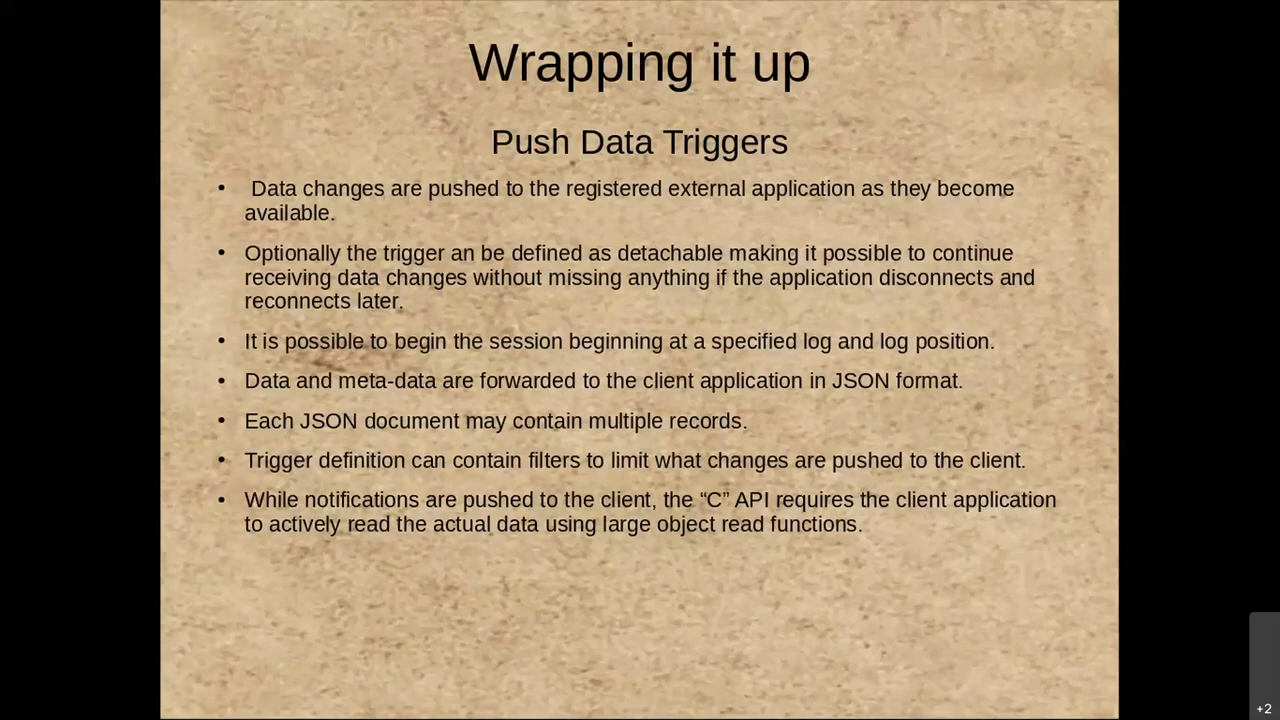 Wrapping it up
Push Data Triggers
• Data changes are pushed to the registered external application as they become
available.
• Optionally the trigger an be defined as detachable making it possible to continue
receiving data changes without missing anything if the application disconnects and
reconnects later.
• It is possible to begin the session beginning at a specified log and log position.
• Data and meta-data are forwarded to the client application in JSON format.
• Each JSON document may contain multiple records.
• Trigger definition can contain filters to limit what changes are pushed to the client.
• While notifications are pushed to the client, the “C” API requires the client application
to actively read the actual data using large object read functions.
+2